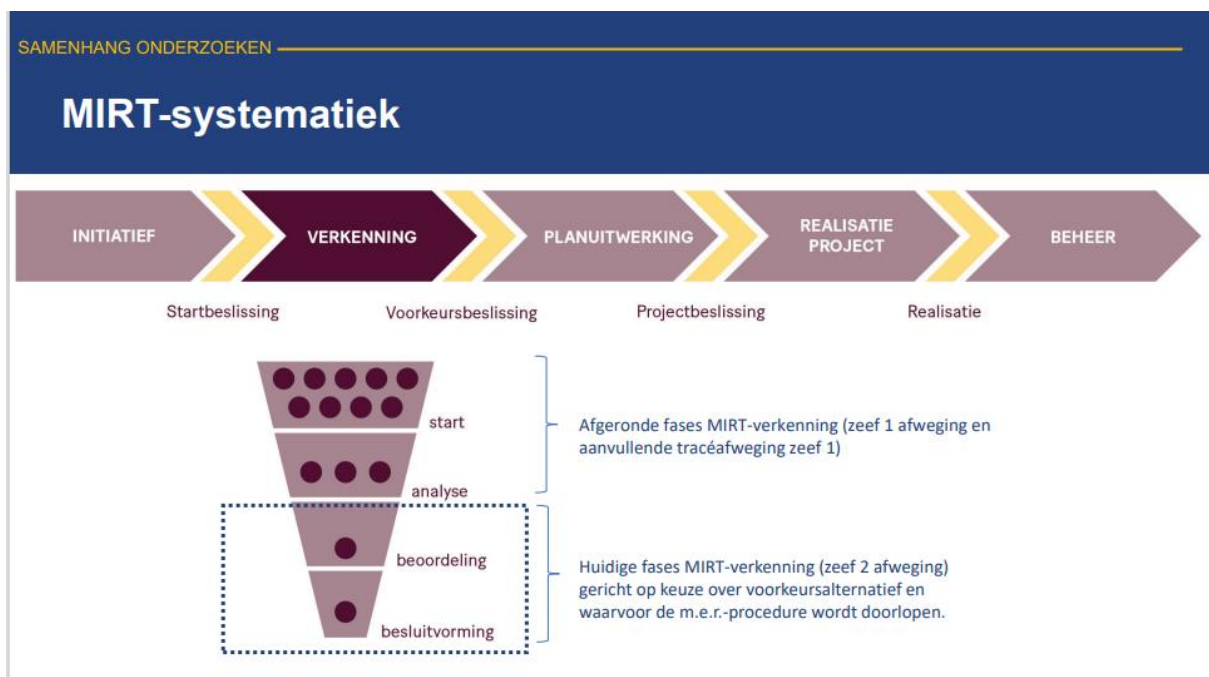 SAMENHANG ONDERZOEKEN
MIRT-systematiek
INITIATIEF
VERKENNING
PLANUITWERKING
REALISATIE
PROJECT
BEHEER
Startbeslissing
Voorkeursbeslissing
Projectbeslissing
Realisatie
start
analyse
Afgeronde fases MIRT-verkenning (zeef 1 afweging en
aanvullende tracéafweging zeef 1)
beoordeling
besluitvorming
Huidige fases MIRT-verkenning (zeef 2 afweging)
gericht op keuze over voorkeursalternatief en
waarvoor de m.e.r.-procedure wordt doorlopen.